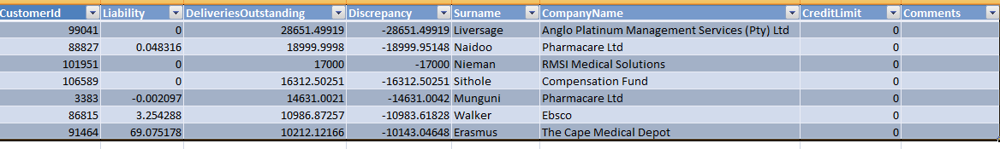 CustomerId Liability DeliveriesOutstanding Discrepancy Surname CompanyName CreditLimit Comments
99041 0 28651.49919 -28651.49919 Liversage Anglo Platinum Management Services (Pty) Ltd 0
88827 0.048316 18999.9998 -18999.95148 Naidoo Pharmacare Ltd 0
101951 0 17000 -17000 Nieman RMSI Medical Solutions 0
106589 0 16312.50251 -16312.50251 Sithole Compensation Fund 0
3383 -0.002097 14631.0021 -14631.0042 Munguni Pharmacare Ltd 0
86815 3.254288 10986.87257 -10983.61828 Walker Ebsco 0
91464 69.075178 10212.12166 -10143.04648 Erasmus The Cape Medical Depot 0